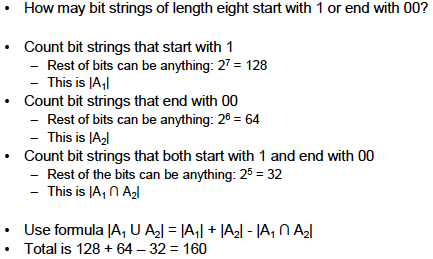 • How may bit strings of length eight start with 1 or end with 00?
• Count bit strings that start with 1
– Rest of bits can be anything: 2⁷ = 128
– This is |A₁|
• Count bit strings that end with 00
– Rest of bits can be anything: 2⁶ = 64
– This is |A₂|
• Count bit strings that both start with 1 and end with 00
– Rest of the bits can be anything: 2⁵ = 32
– This is |A₁ ∩ A₂|
• Use formula |A₁ U A₂| = |A₁| + |A₂| - |A₁ ∩ A₂|
• Total is 128 + 64 – 32 = 160